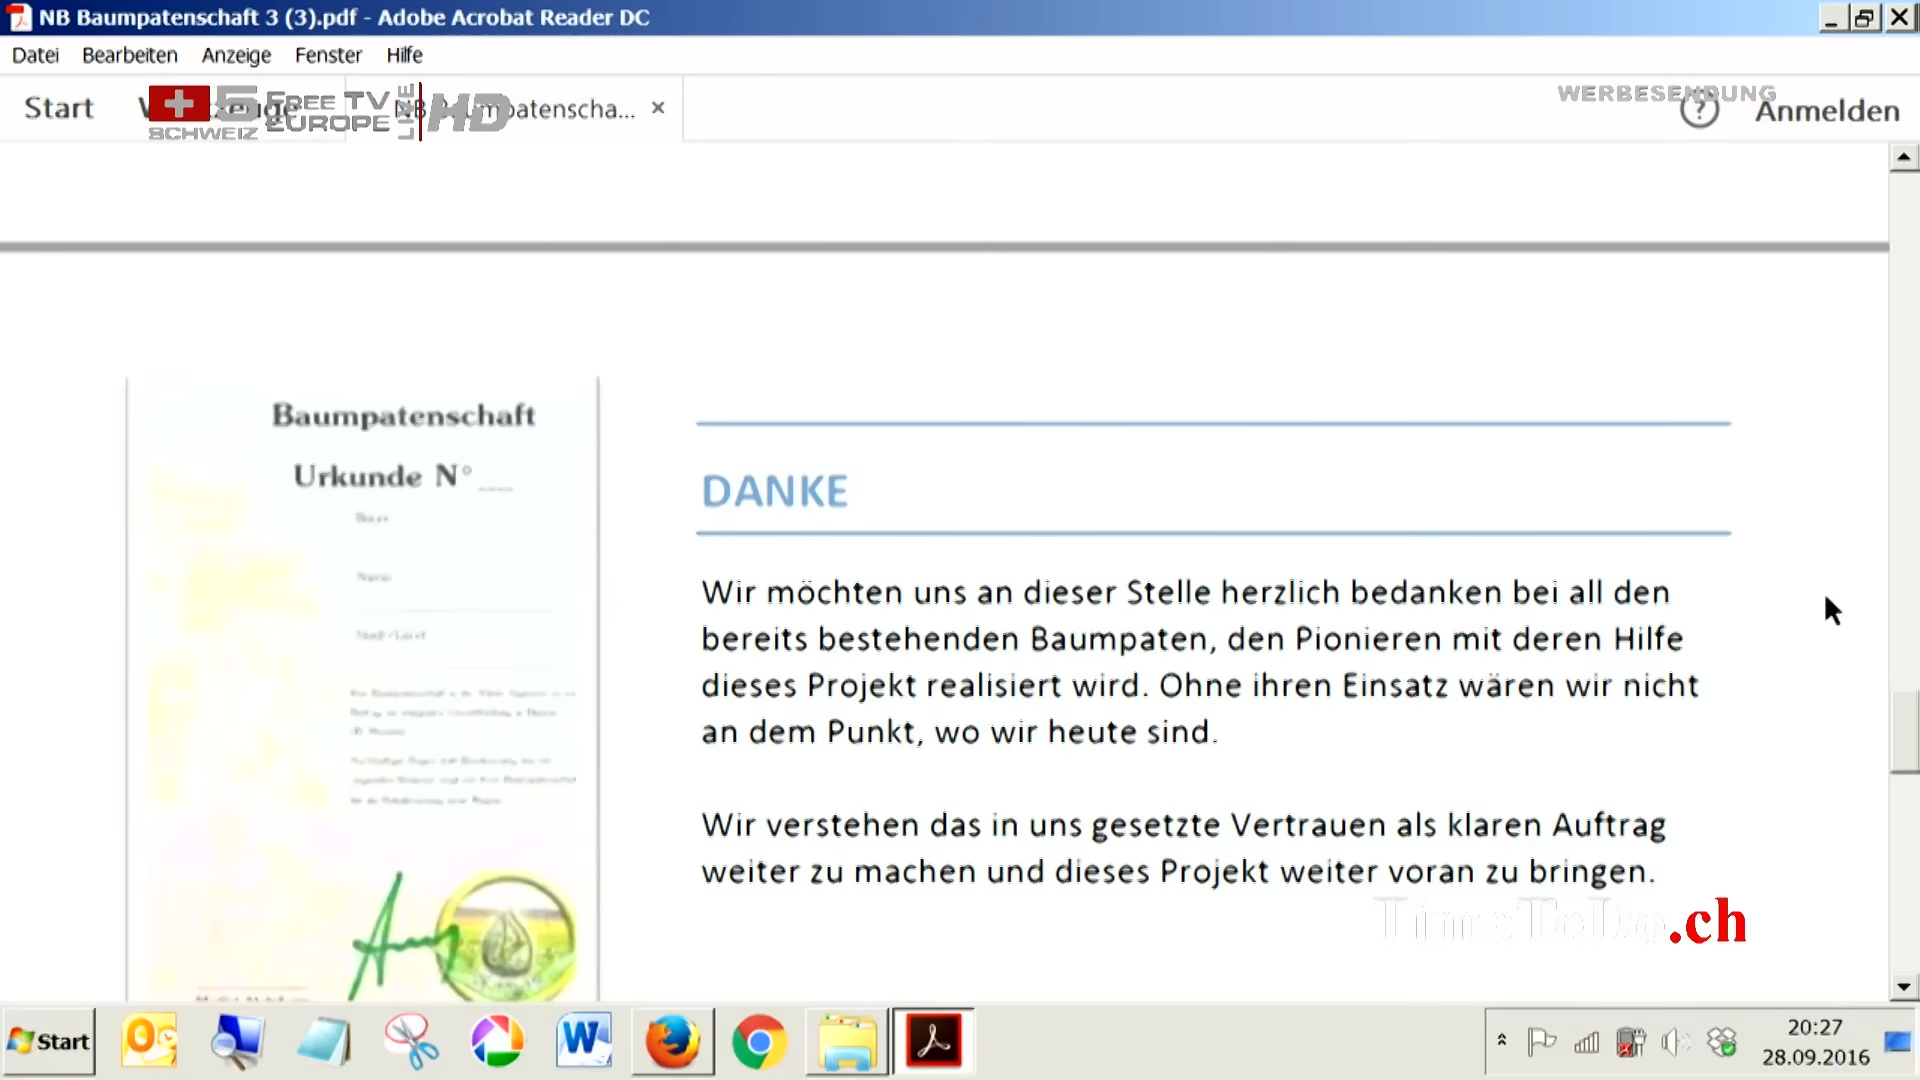 NB Baumpatenschaft 3 (3).pdf - Adobe Acrobat Reader DC
Datei Bearbeiten Anzeige Fenster Hilfe
WERBESENDUNG
Start
5 FREE TV
EUROPE
SCHWEIZ
LIVE
HD
Anmelden
Baumpatenschaft
Urkunde N°
DANKE
Wir möchten uns an dieser Stelle herzlich bedanken bei all den
bereits bestehenden Baumpaten, den Pionieren mit deren Hilfe
dieses Projekt realisiert wird. Ohne ihren Einsatz wären wir nicht
an dem Punkt, wo wir heute sind.
Wir verstehen das in uns gesetzte Vertrauen als klaren Auftrag
weiter zu machen und dieses Projekt weiter voran zu bringen.
TimeToDo.ch
Start
20:27
28.09.2016